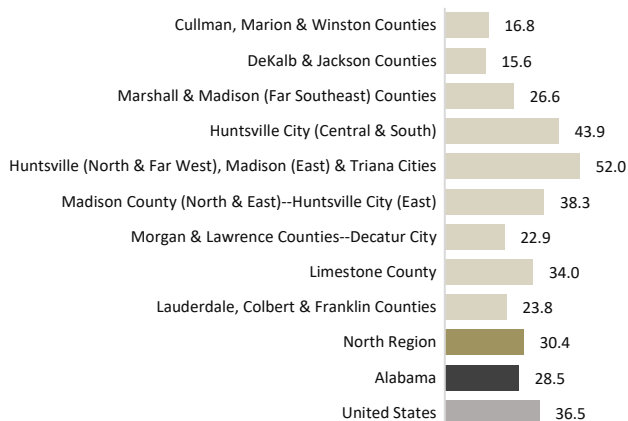 Cullman, Marion & Winston Counties 16.8
DeKalb & Jackson Counties 15.6
Marshall & Madison (Far Southeast) Counties 26.6
Huntsville City (Central & South) 43.9
Huntsville (North & Far West), Madison (East) & Triana Cities 52.0
Madison County (North & East)--Huntsville City (East) 38.3
Morgan & Lawrence Counties--Decatur City 22.9
Limestone County 34.0
Lauderdale, Colbert & Franklin Counties 23.8
North Region 30.4
Alabama 28.5
United States 36.5